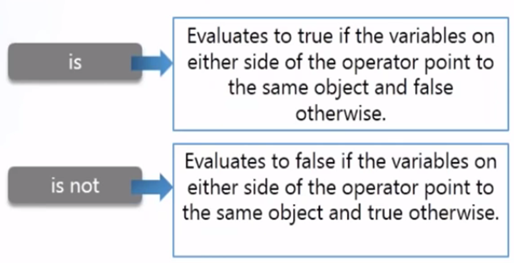 is
Evaluates to true if the variables on
either side of the operator point to
the same object and false
otherwise.
is not
Evaluates to false if the variables on
either side of the operator point to
the same object and true otherwise.